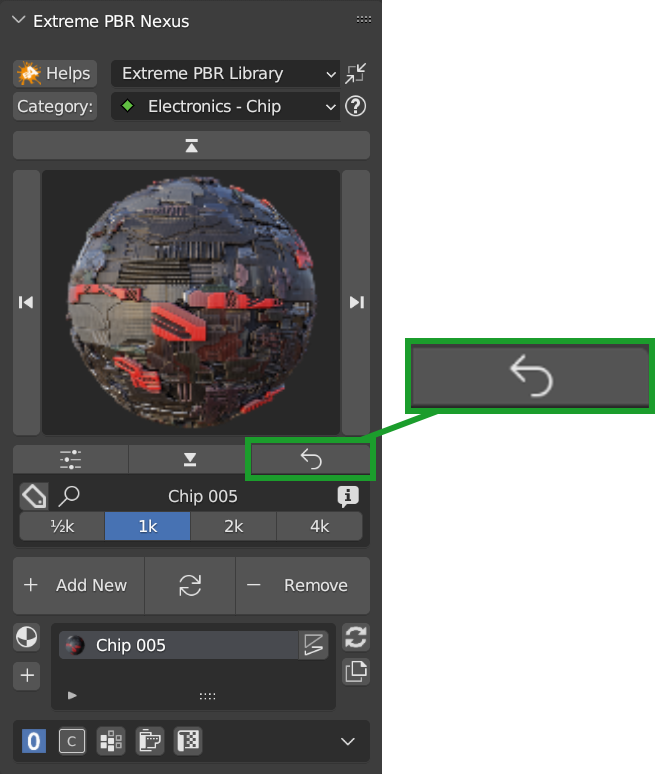 Extreme PBR Nexus
Helps
Extreme PBR Library
Category:
Electronics - Chip
?
Chip 005
½k
1k
2k
4k
+ Add New
− Remove
Chip 005
0
C